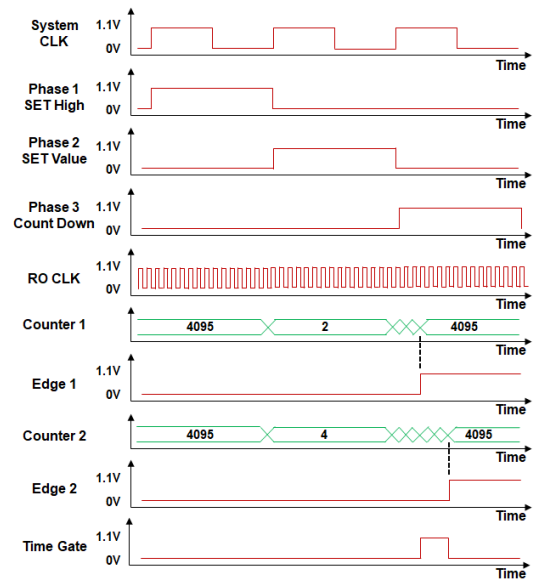 System CLK
1.1V
0V
Time
Phase 1
SET High
1.1V
0V
Time
Phase 2
SET Value
1.1V
0V
Time
Phase 3
Count Down
1.1V
0V
Time
RO CLK
1.1V
0V
Time
Counter 1
4095
2
4095
Time
Edge 1
1.1V
0V
Time
Counter 2
4095
4
4095
Time
Edge 2
1.1V
0V
Time
Time Gate
1.1V
0V
Time